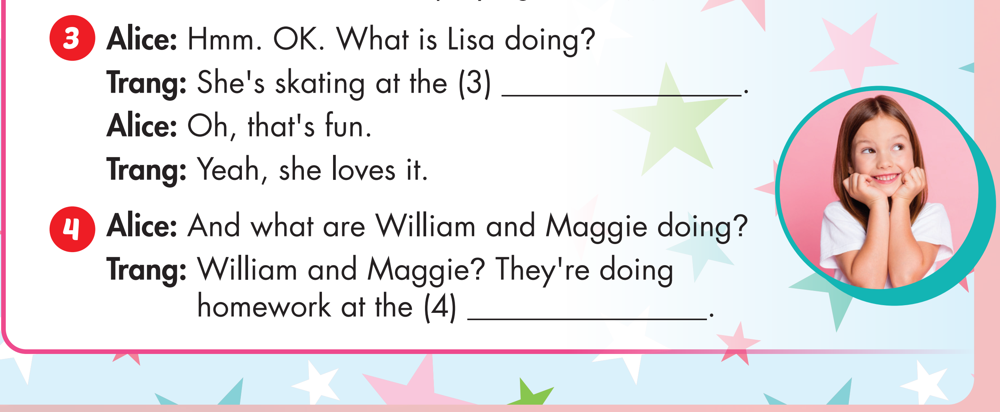 3 Alice: Hmm. OK. What is Lisa doing?
Trang: She's skating at the (3) ____________.
Alice: Oh, that's fun.
Trang: Yeah, she loves it.
4 Alice: And what are William and Maggie doing?
Trang: William and Maggie? They're doing
homework at the (4) ____________.